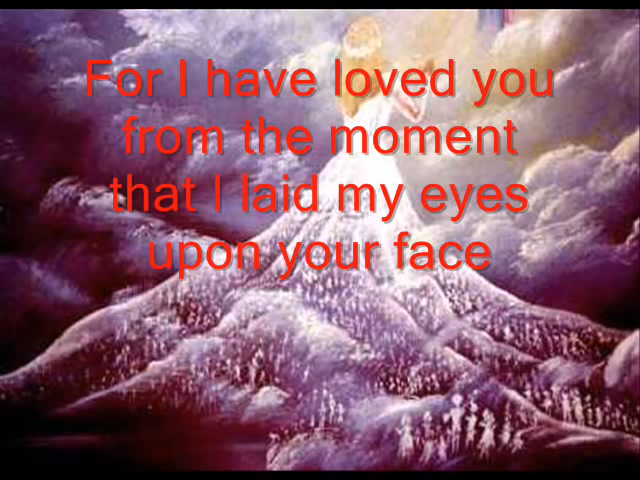 For I have loved you
from the moment
that I laid my eyes
upon your face